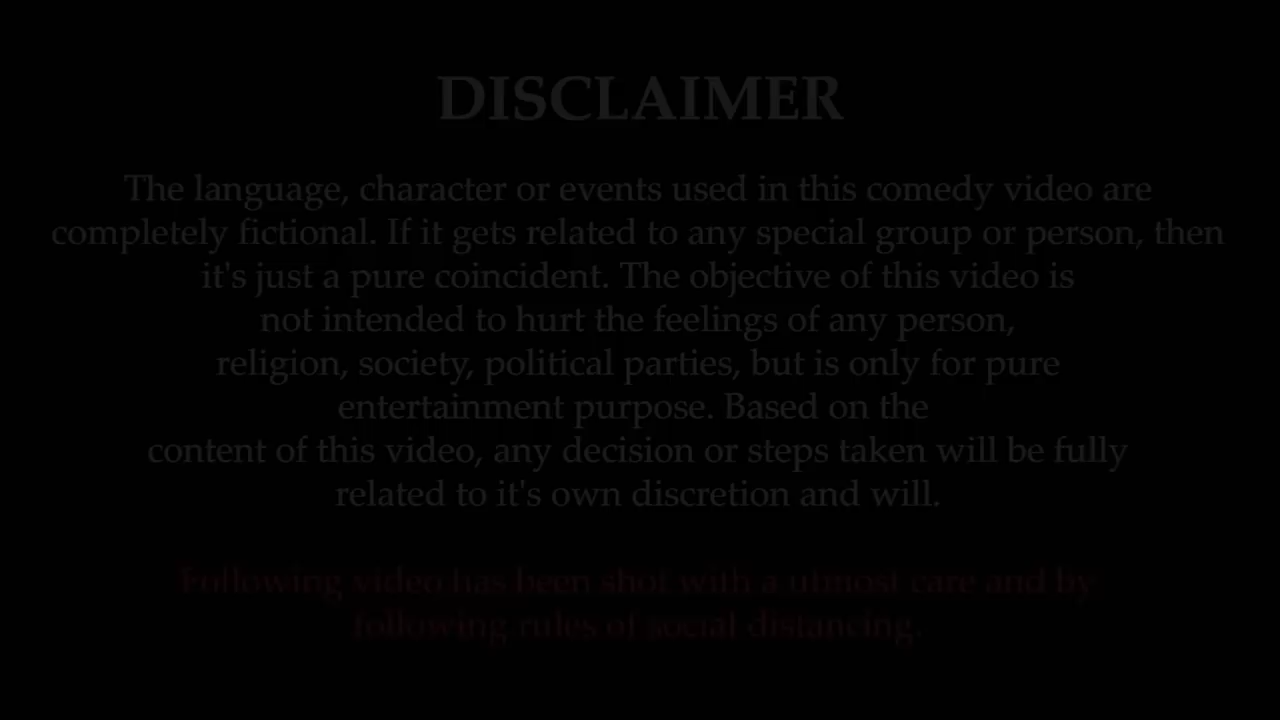 DISCLAIMER
The language, character or events used in this comedy video are
completely fictional. If it gets related to any special group or person, then
it's just a pure coincident. The objective of this video is
not intended to hurt the feelings of any person,
religion, society, political parties, but is only for pure
entertainment purpose. Based on the
content of this video, any decision or steps taken will be fully
related to it's own discretion and will.
Following video has been shot with a utmost care and by
following rules of social distancing.